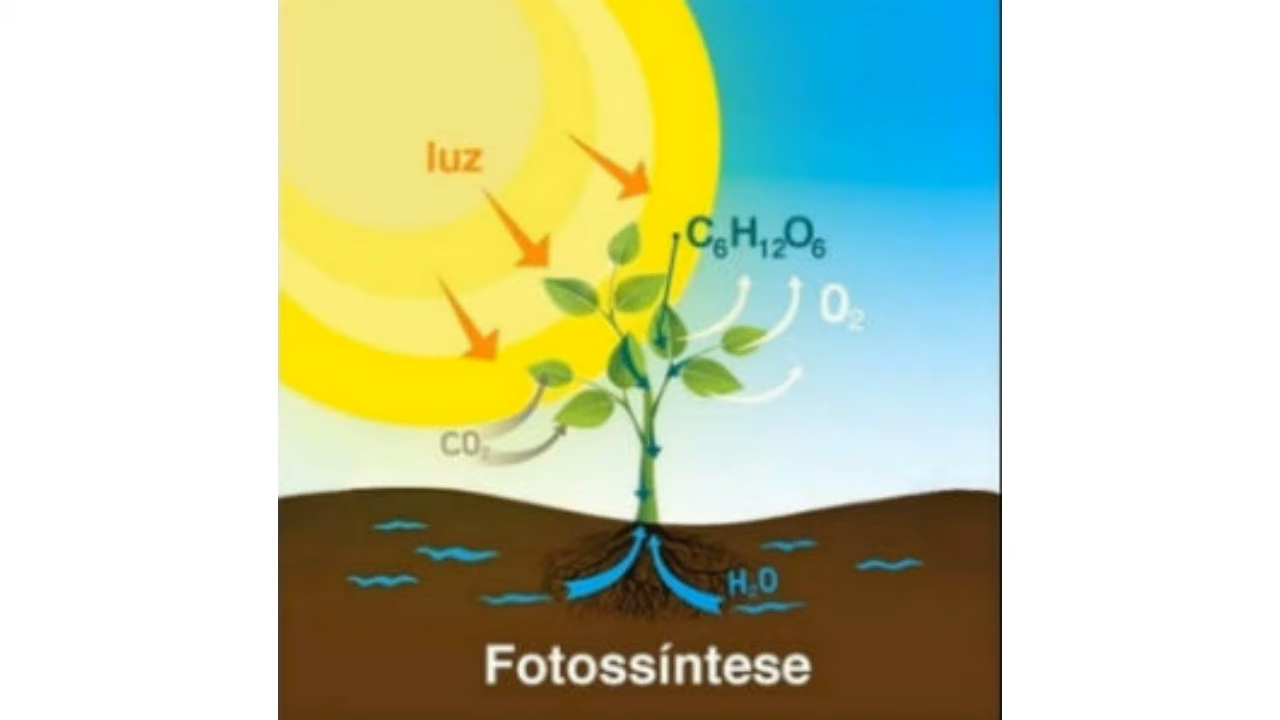 luz
C₆H₁₂O₆
O₂
CO₂
H₂O
Fotossíntese